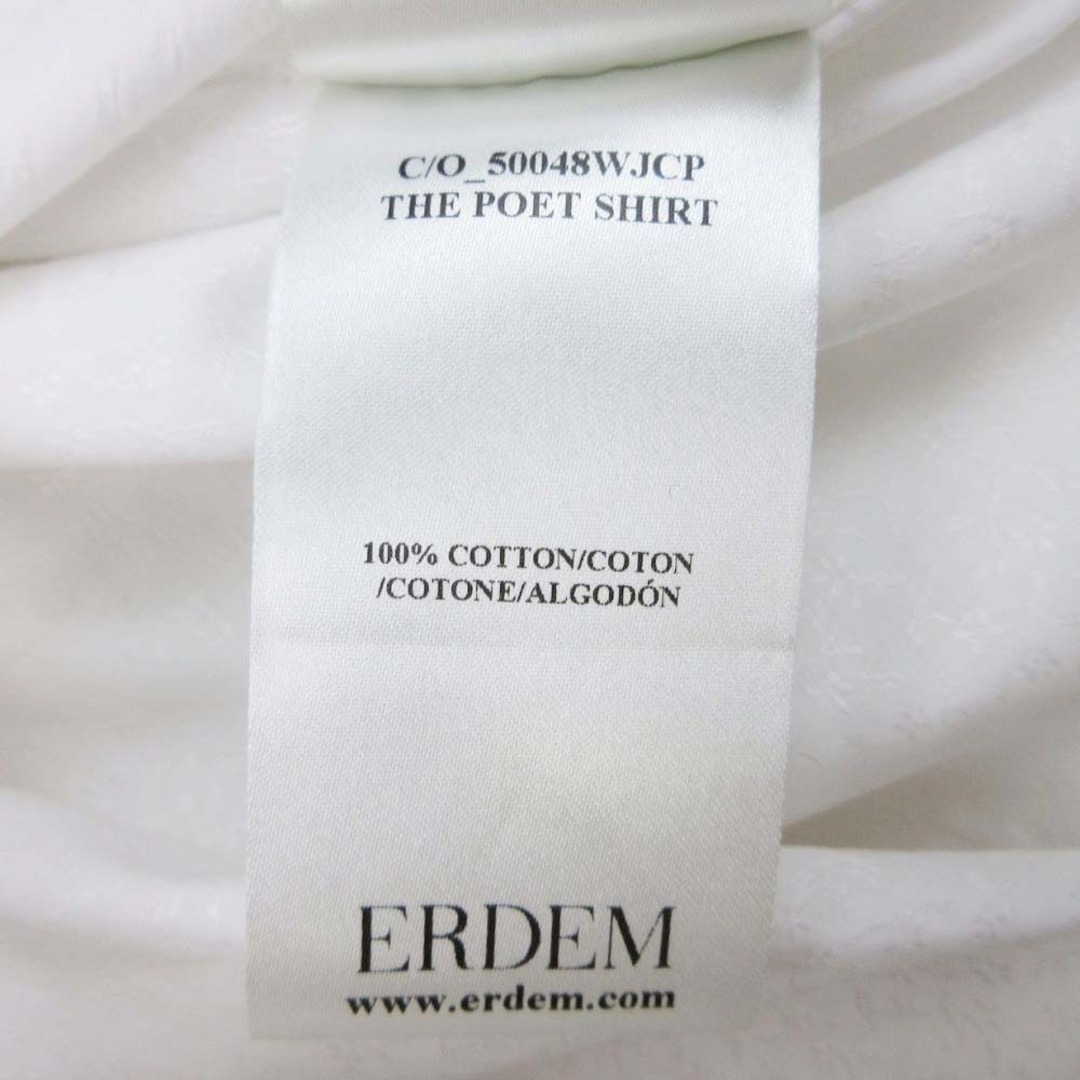 C/O_50048WJCP
THE POET SHIRT
100% COTTON/COTON
/COTONE/ALGODÓN
ERDEM
www.erdem.com